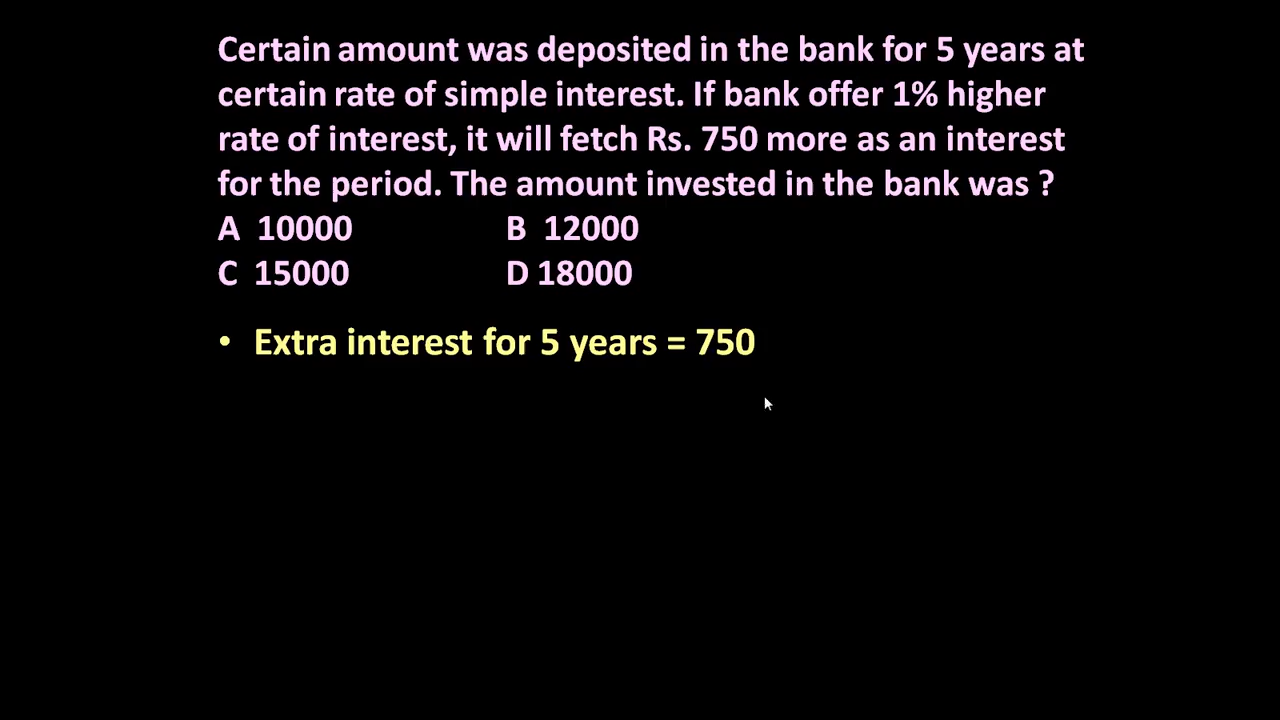 Certain amount was deposited in the bank for 5 years at
certain rate of simple interest. If bank offer 1% higher
rate of interest, it will fetch Rs. 750 more as an interest
for the period. The amount invested in the bank was ?
A 10000 B 12000
C 15000 D 18000
• Extra interest for 5 years = 750